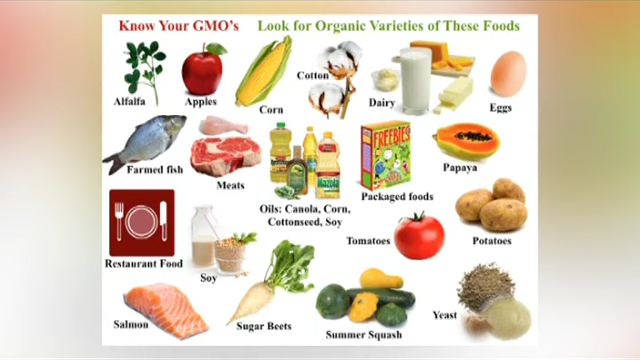 Know Your GMO's Look for Organic Varieties of These Foods
Alfalfa
Apples
Corn
Cotton
Dairy
Eggs
Farmed fish
Meats
Oils: Canola, Corn,
Cottonseed, Soy
FREEBIES
Packaged foods
Papaya
Restaurant Food
Soy
Tomatoes
Potatoes
Salmon
Sugar Beets
Summer Squash
Yeast